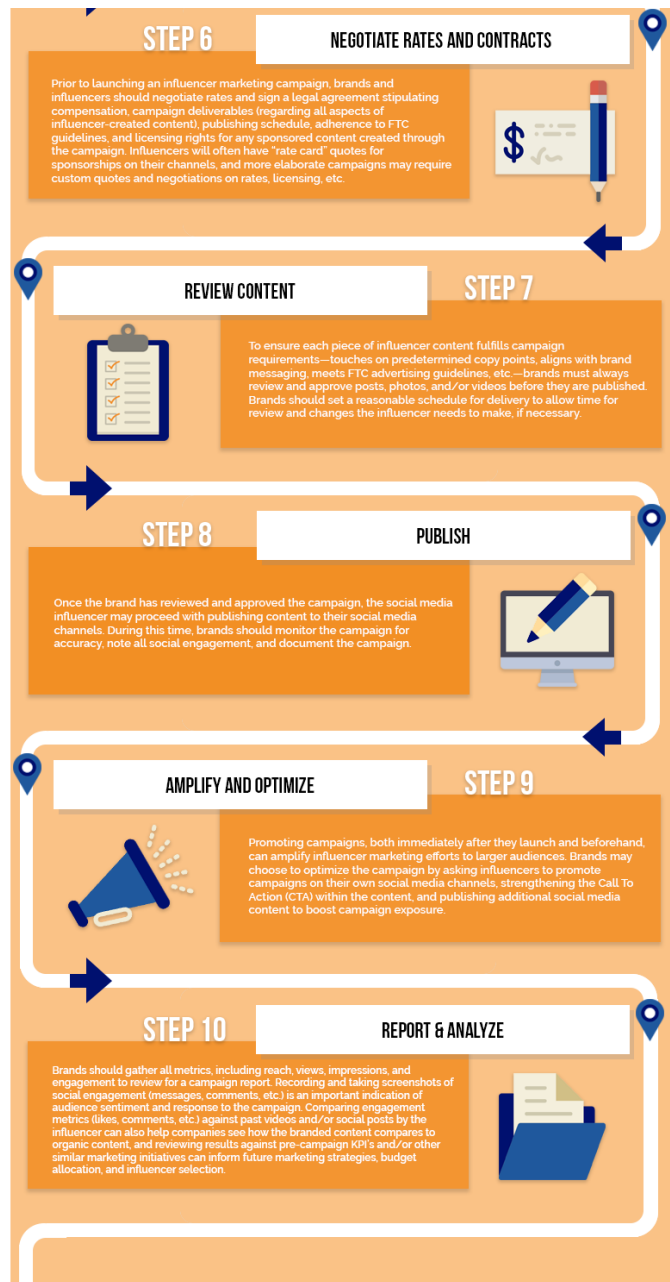 STEP 6
NEGOTIATE RATES AND CONTRACTS
Prior to launching an influencer marketing campaign, brands and
influencers should negotiate rates and sign a legal agreement stipulating
compensation, campaign deliverables (regarding all aspects of
influencer-created content), publishing schedule, adherence to FTC
guidelines, and licensing rights for any sponsored content created through
the campaign. Influencers will often have “rate card” quotes for
sponsorships on their channels, and more elaborate campaigns may require
custom quotes and negotiations on rates, licensing, etc.
$
REVIEW CONTENT
STEP 7
To ensure each piece of influencer content fulfills campaign
requirements—touches on predetermined copy points, aligns with brand
messaging, meets FTC advertising guidelines, etc.—brands must always
review and approve posts, photos, and/or videos before they are published.
Brands should set a reasonable schedule for delivery to allow time for
review and changes the influencer needs to make, if necessary.
STEP 8
PUBLISH
Once the brand has reviewed and approved the campaign, the social media
influencer may proceed with publishing content to their social media
channels. During this time, brands should monitor the campaign for
accuracy, note all social engagement, and document the campaign.
AMPLIFY AND OPTIMIZE
STEP 9
Promoting campaigns, both immediately after they launch and beforehand,
can amplify influencer marketing efforts to larger audiences. Brands may
choose to optimize the campaign by asking influencers to promote
campaigns on their own social media channels, strengthening the Call To
Action (CTA) within the content, and publishing additional social media
content to boost campaign exposure.
STEP 10
REPORT & ANALYZE
Brands should gather all metrics, including reach, views, impressions, and
engagement to review for a campaign report. Recording and taking screenshots of
social engagement (messages, comments, etc.) is an important indication of
audience sentiment and response to the campaign. Comparing engagement
metrics (likes, comments, etc.) against past videos and/or social posts by the
influencer can also help companies see how the branded content compares to
organic content, and reviewing results against pre-campaign KPI's and/or other
similar marketing initiatives can inform future marketing strategies, budget
allocation, and influencer selection.